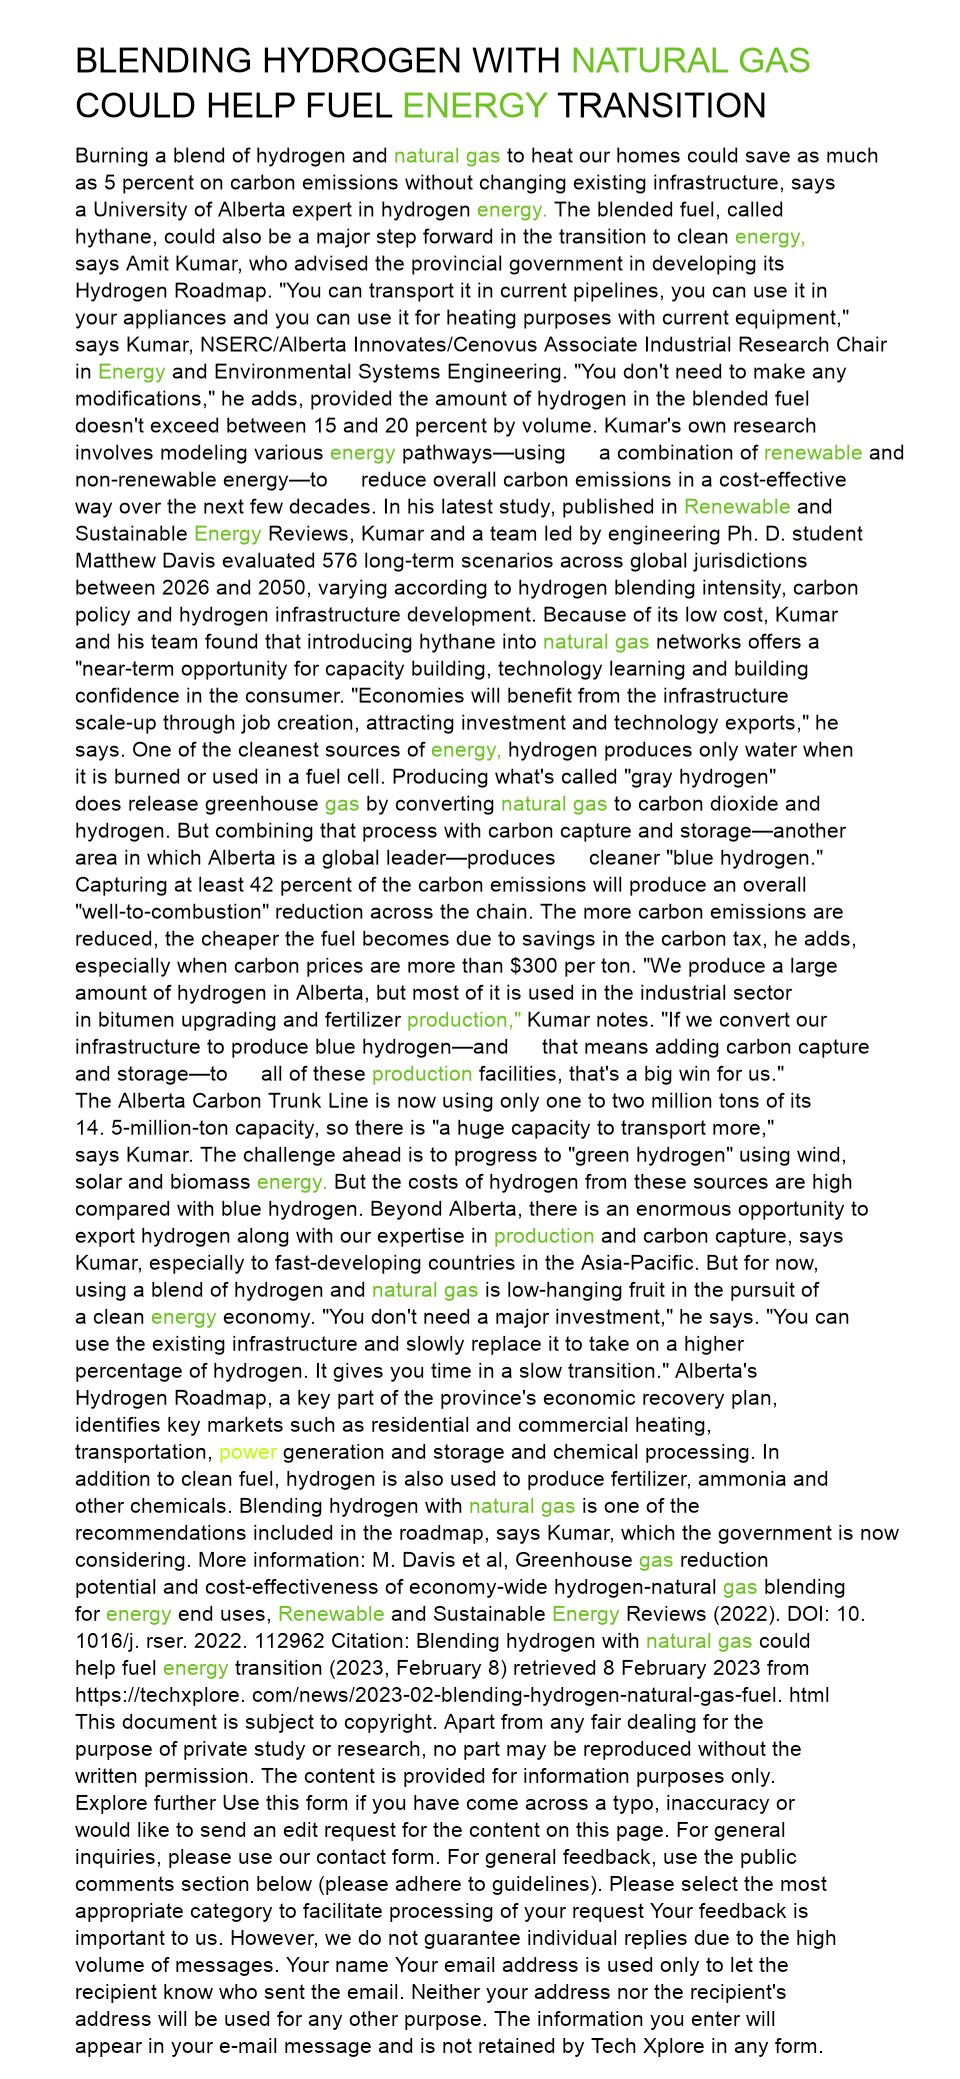 BLENDING HYDROGEN WITH NATURAL GAS
COULD HELP FUEL ENERGY TRANSITION
Burning a blend of hydrogen and natural gas to heat our homes could save as much
as 5 percent on carbon emissions without changing existing infrastructure, says
a University of Alberta expert in hydrogen energy. The blended fuel, called
hythane, could also be a major step forward in the transition to clean energy,
says Amit Kumar, who advised the provincial government in developing its
Hydrogen Roadmap. "You can transport it in current pipelines, you can use it in
your appliances and you can use it for heating purposes with current equipment,"
says Kumar, NSERC/Alberta Innovates/Cenovus Associate Industrial Research Chair
in Energy and Environmental Systems Engineering. "You don't need to make any
modifications," he adds, provided the amount of hydrogen in the blended fuel
doesn't exceed between 15 and 20 percent by volume. Kumar's own research
involves modeling various energy pathways—using a combination of renewable and
non-renewable energy—to reduce overall carbon emissions in a cost-effective
way over the next few decades. In his latest study, published in Renewable and
Sustainable Energy Reviews, Kumar and a team led by engineering Ph. D. student
Matthew Davis evaluated 576 long-term scenarios across global jurisdictions
between 2026 and 2050, varying according to hydrogen blending intensity, carbon
policy and hydrogen infrastructure development. Because of its low cost, Kumar
and his team found that introducing hythane into natural gas networks offers a
"near-term opportunity for capacity building, technology learning and building
confidence in the consumer. "Economies will benefit from the infrastructure
scale-up through job creation, attracting investment and technology exports," he
says. One of the cleanest sources of energy, hydrogen produces only water when
it is burned or used in a fuel cell. Producing what's called "gray hydrogen"
does release greenhouse gas by converting natural gas to carbon dioxide and
hydrogen. But combining that process with carbon capture and storage—another
area in which Alberta is a global leader—produces cleaner "blue hydrogen."
Capturing at least 42 percent of the carbon emissions will produce an overall
"well-to-combustion" reduction across the chain. The more carbon emissions are
reduced, the cheaper the fuel becomes due to savings in the carbon tax, he adds,
especially when carbon prices are more than $300 per ton. "We produce a large
amount of hydrogen in Alberta, but most of it is used in the industrial sector
in bitumen upgrading and fertilizer production," Kumar notes. "If we convert our
infrastructure to produce blue hydrogen—and that means adding carbon capture
and storage—to all of these production facilities, that's a big win for us."
The Alberta Carbon Trunk Line is now using only one to two million tons of its
14. 5-million-ton capacity, so there is "a huge capacity to transport more,"
says Kumar. The challenge ahead is to progress to "green hydrogen" using wind,
solar and biomass energy. But the costs of hydrogen from these sources are high
compared with blue hydrogen. Beyond Alberta, there is an enormous opportunity to
export hydrogen along with our expertise in production and carbon capture, says
Kumar, especially to fast-developing countries in the Asia-Pacific. But for now,
using a blend of hydrogen and natural gas is low-hanging fruit in the pursuit of
a clean energy economy. "You don't need a major investment," he says. "You can
use the existing infrastructure and slowly replace it to take on a higher
percentage of hydrogen. It gives you time in a slow transition." Alberta's
Hydrogen Roadmap, a key part of the province's economic recovery plan,
identifies key markets such as residential and commercial heating,
transportation, power generation and storage and chemical processing. In
addition to clean fuel, hydrogen is also used to produce fertilizer, ammonia and
other chemicals. Blending hydrogen with natural gas is one of the
recommendations included in the roadmap, says Kumar, which the government is now
considering. More information: M. Davis et al, Greenhouse gas reduction
potential and cost-effectiveness of economy-wide hydrogen-natural gas blending
for energy end uses, Renewable and Sustainable Energy Reviews (2022). DOI: 10.
1016/j. rser. 2022. 112962 Citation: Blending hydrogen with natural gas could
help fuel energy transition (2023, February 8) retrieved 8 February 2023 from
https://techxplore. com/news/2023-02-blending-hydrogen-natural-gas-fuel. html
This document is subject to copyright. Apart from any fair dealing for the
purpose of private study or research, no part may be reproduced without the
written permission. The content is provided for information purposes only.
Explore further Use this form if you have come across a typo, inaccuracy or
would like to send an edit request for the content on this page. For general
inquiries, please use our contact form. For general feedback, use the public
comments section below (please adhere to guidelines). Please select the most
appropriate category to facilitate processing of your request Your feedback is
important to us. However, we do not guarantee individual replies due to the high
volume of messages. Your name Your email address is used only to let the
recipient know who sent the email. Neither your address nor the recipient's
address will be used for any other purpose. The information you enter will
appear in your e-mail message and is not retained by Tech Xplore in any form.